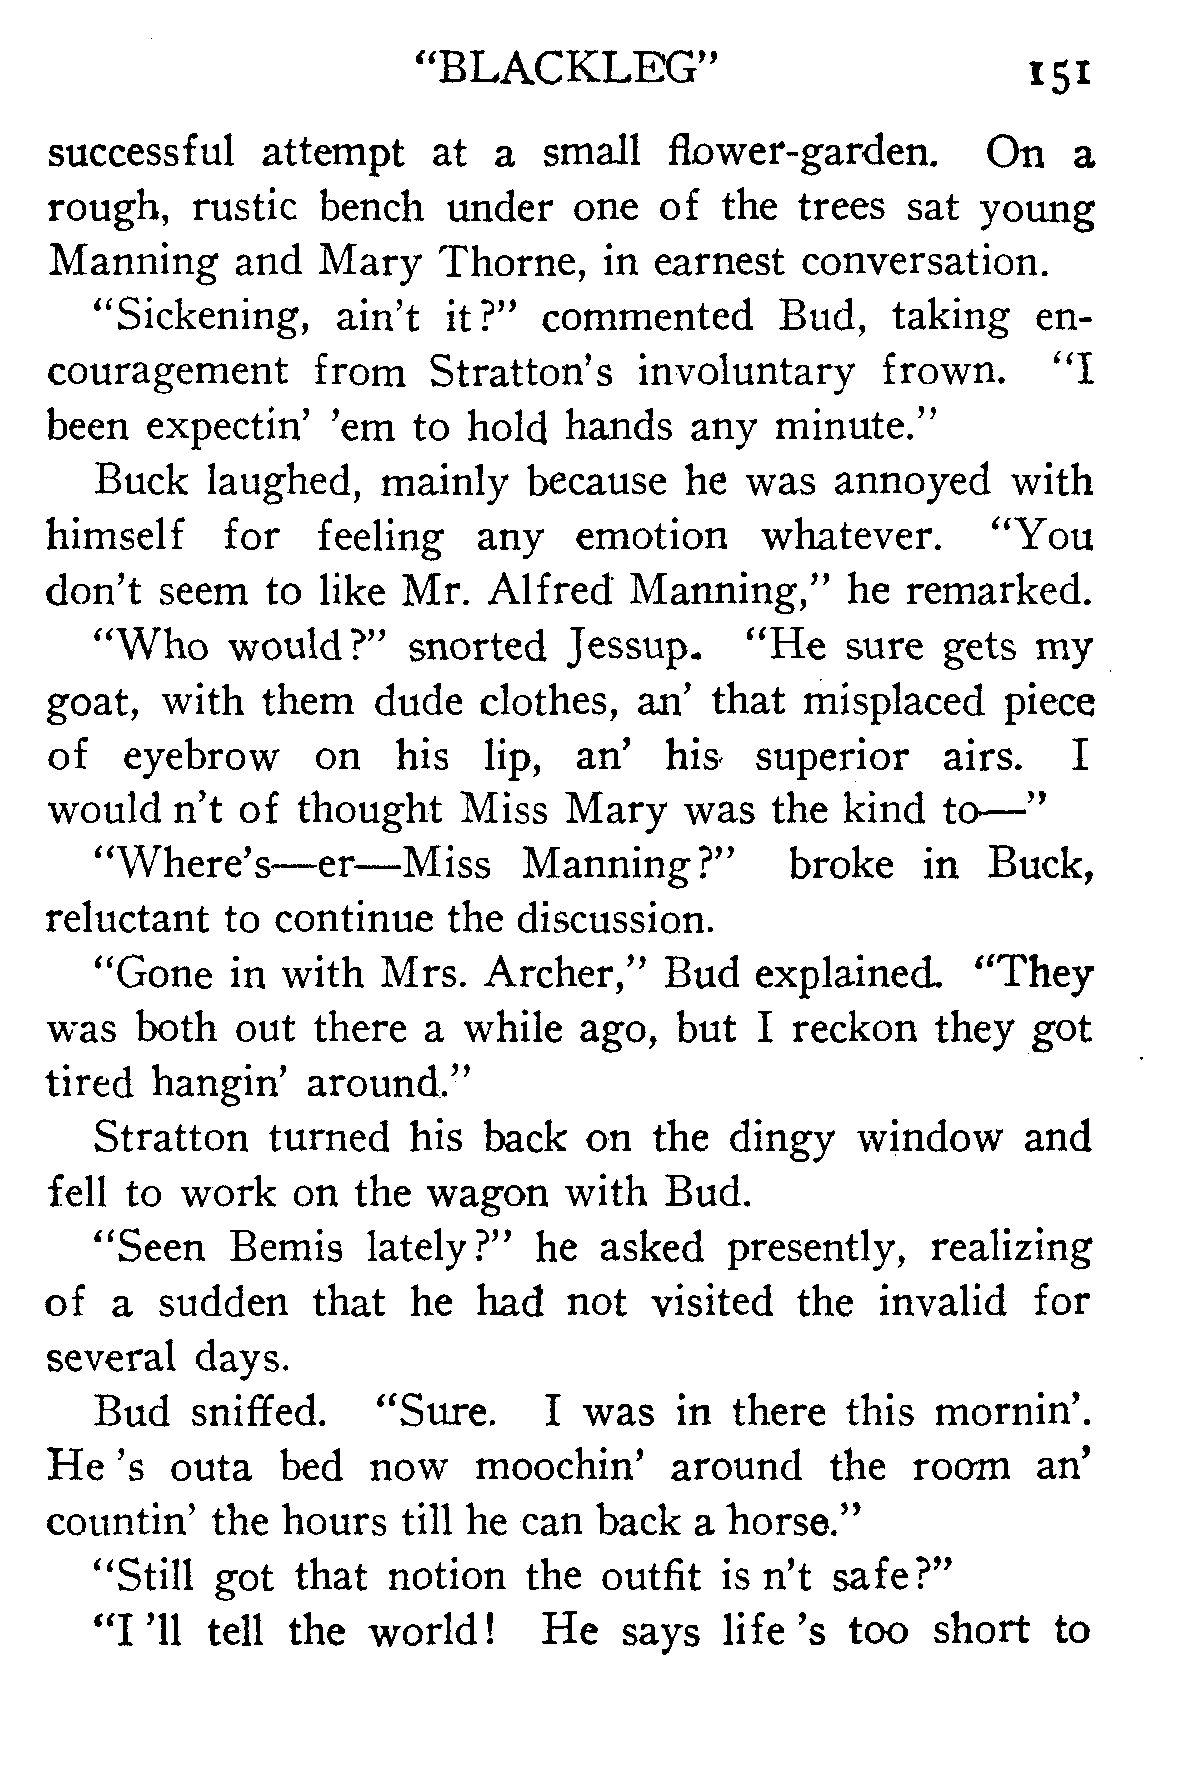 “BLACKLEG” 151
successful attempt at a small flower-garden. On a
rough, rustic bench under one of the trees sat young
Manning and Mary Thorne, in earnest conversation.
“Sickening, ain’t it?” commented Bud, taking en-
couragement from Stratton’s involuntary frown. “I
been expectin’ ’em to hold hands any minute.”
Buck laughed, mainly because he was annoyed with
himself for feeling any emotion whatever. “You
don’t seem to like Mr. Alfred Manning,” he remarked.
“Who would?” snorted Jessup. “He sure gets my
goat, with them dude clothes, an’ that misplaced piece
of eyebrow on his lip, an’ his superior airs. I
would n’t of thought Miss Mary was the kind to—”
“Where’s—er—Miss Manning?” broke in Buck,
reluctant to continue the discussion.
“Gone in with Mrs. Archer,” Bud explained. “They
was both out there a while ago, but I reckon they got
tired hangin’ around.”
Stratton turned his back on the dingy window and
fell to work on the wagon with Bud.
“Seen Bemis lately?” he asked presently, realizing
of a sudden that he had not visited the invalid for
several days.
Bud sniffed. “Sure. I was in there this mornin’.
He ’s outa bed now moochin’ around the room an’
countin’ the hours till he can back a horse.”
“Still got that notion the outfit is n’t safe?”
“I ’ll tell the world! He says life ’s too short to